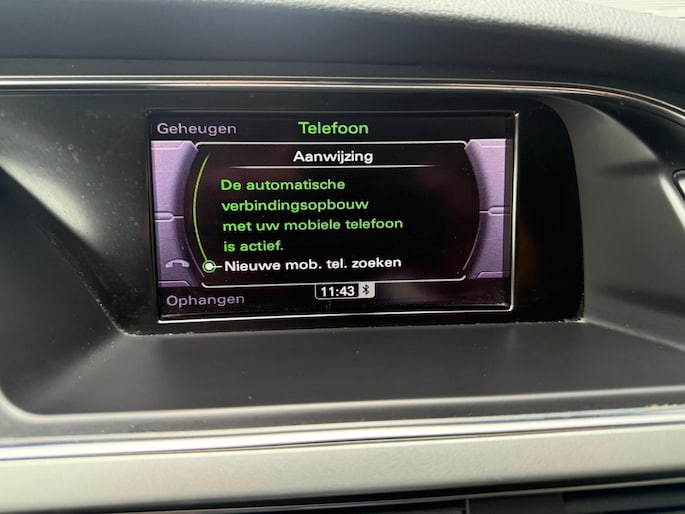 Geheugen Telefoon
Aanwijzing
De automatische
verbindingsopbouw
met uw mobiele telefoon
is actief.
Nieuwe mob. tel. zoeken
Ophangen 11:43